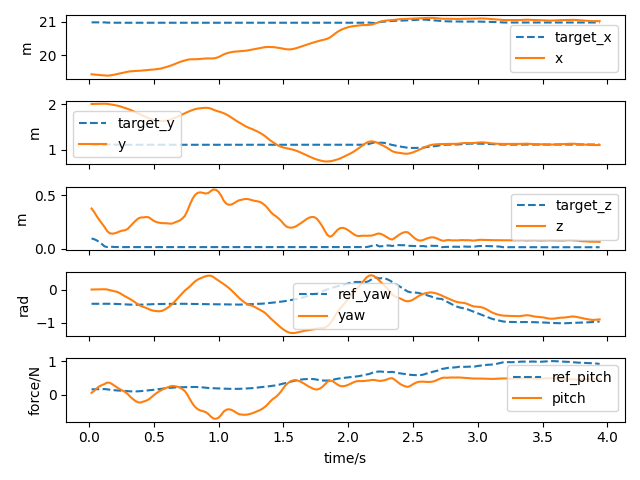 21
20
m
target_x
x
2
1
m
target_y
y
0.5
0.0
m
target_z
z
0
−1
rad
ref_yaw
yaw
1
0
force/N
ref_pitch
pitch
0.0 0.5 1.0 1.5 2.0 2.5 3.0 3.5 4.0
time/s